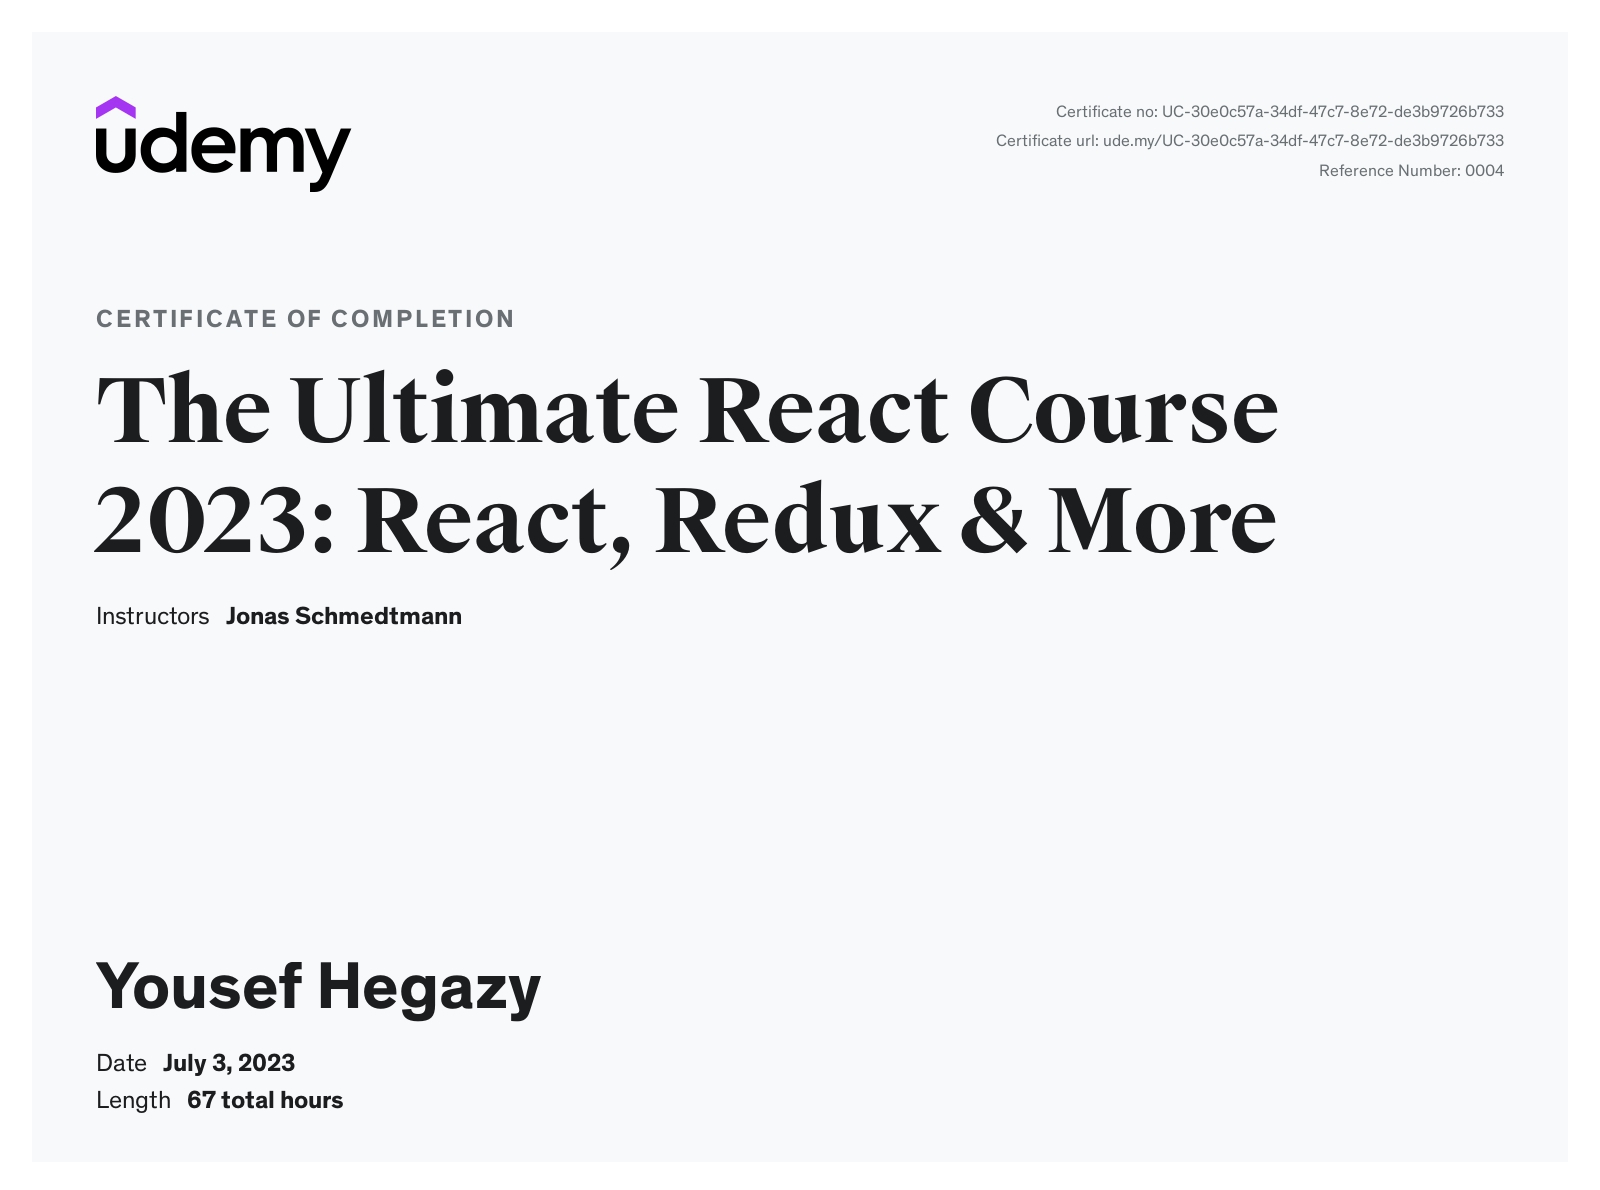 udemy
Certificate no: UC-30e0c57a-34df-47c7-8e72-de3b9726b733
Certificate url: ude.my/UC-30e0c57a-34df-47c7-8e72-de3b9726b733
Reference Number: 0004
CERTIFICATE OF COMPLETION
The Ultimate React Course
2023: React, Redux & More
Instructors Jonas Schmedtmann
Yousef Hegazy
Date July 3, 2023
Length 67 total hours